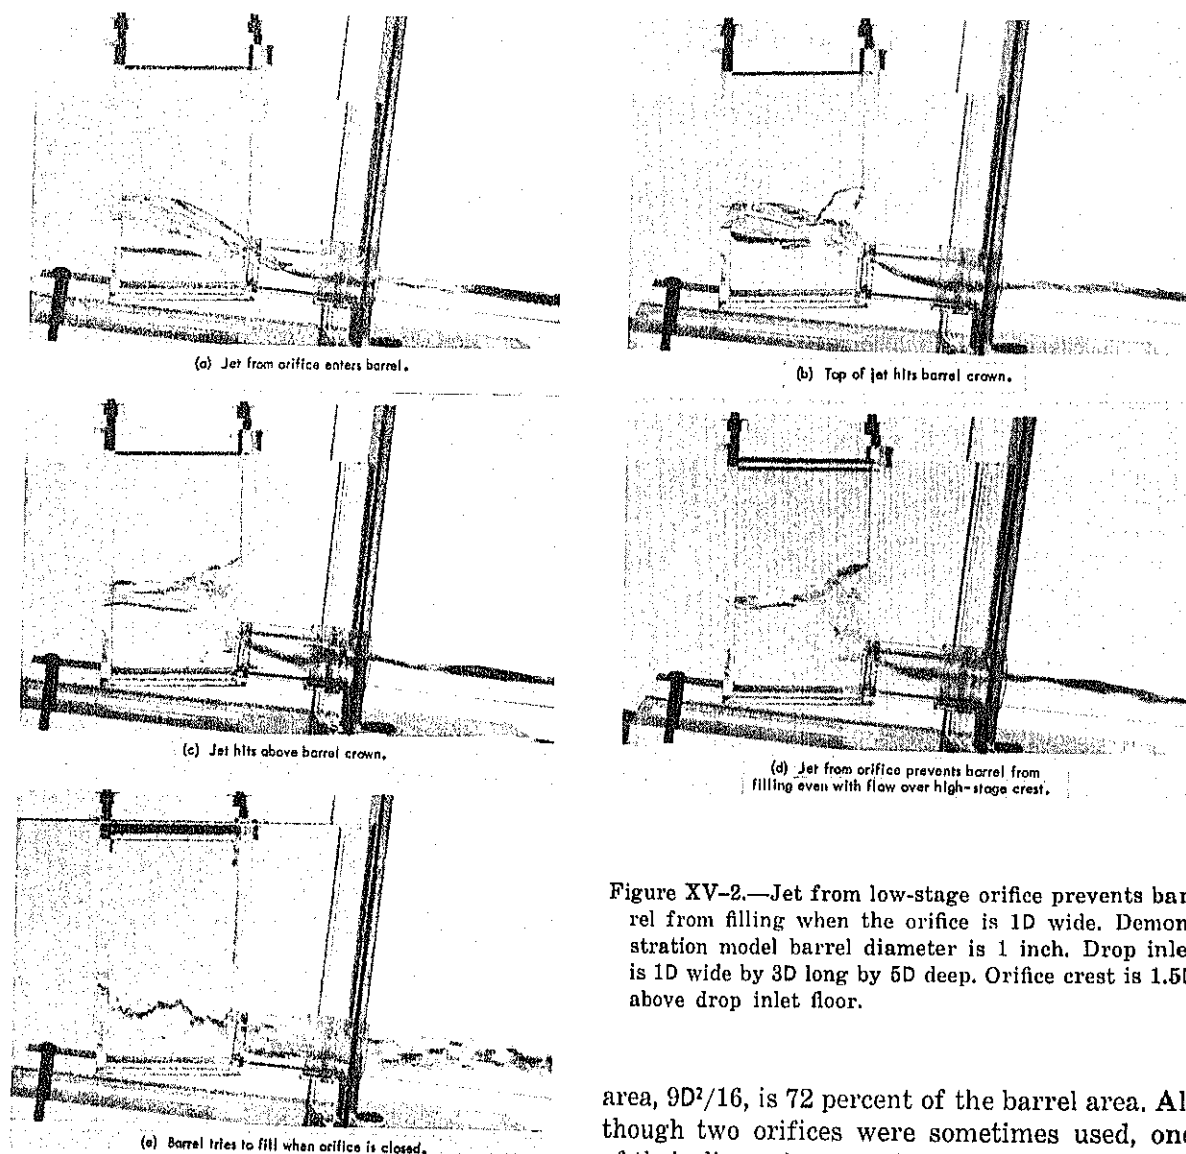 (a) Jet from orifice enters barrel.
(b) Top of jet hits barrel crown.
(c) Jet hits above barrel crown.
(d) Jet from orifice prevents barrel from
filling even with flow over high-stage crest.
(e) Barrel tries to fill when orifice is closed.
Figure XV-2.—Jet from low-stage orifice prevents bar
rel from filling when the orifice is 1D wide. Demon
stration model barrel diameter is 1 inch. Drop inle
is 1D wide by 3D long by 5D deep. Orifice crest is 1.5
above drop inlet floor.
area, 9D²/16, is 72 percent of the barrel area. Al
though two orifices were sometimes used, one